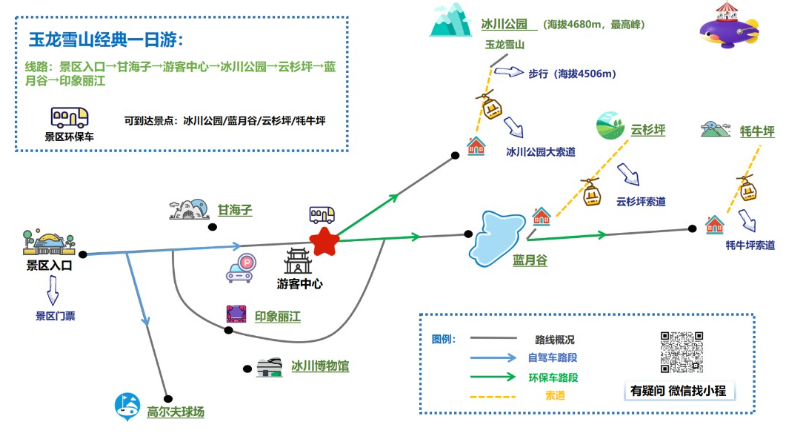 玉龙雪山经典一日游:
线路:景区入口→甘海子→游客中心→冰川公园→云杉坪→蓝
月谷→印象丽江
景区环保车
可到达景点:冰川公园/蓝月谷/云杉坪/牦牛坪
冰川公园 (海拔4680m,最高峰)
玉龙雪山
步行(海拔4506m)
冰川公园大索道
云杉坪
云杉坪索道
牦牛坪
牦牛坪索道
甘海子
景区入口
景区门票
游客中心
蓝月谷
印象丽江
冰川博物馆
高尔夫球场
图例:
路线概况
自驾车路段
环保车路段
索道
有疑问 微信找小程